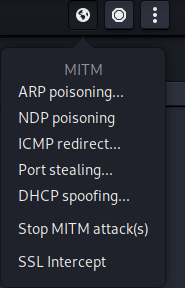 MITM
ARP poisoning...
NDP poisoning
ICMP redirect...
Port stealing...
DHCP spoofing...
Stop MITM attack(s)
SSL Intercept